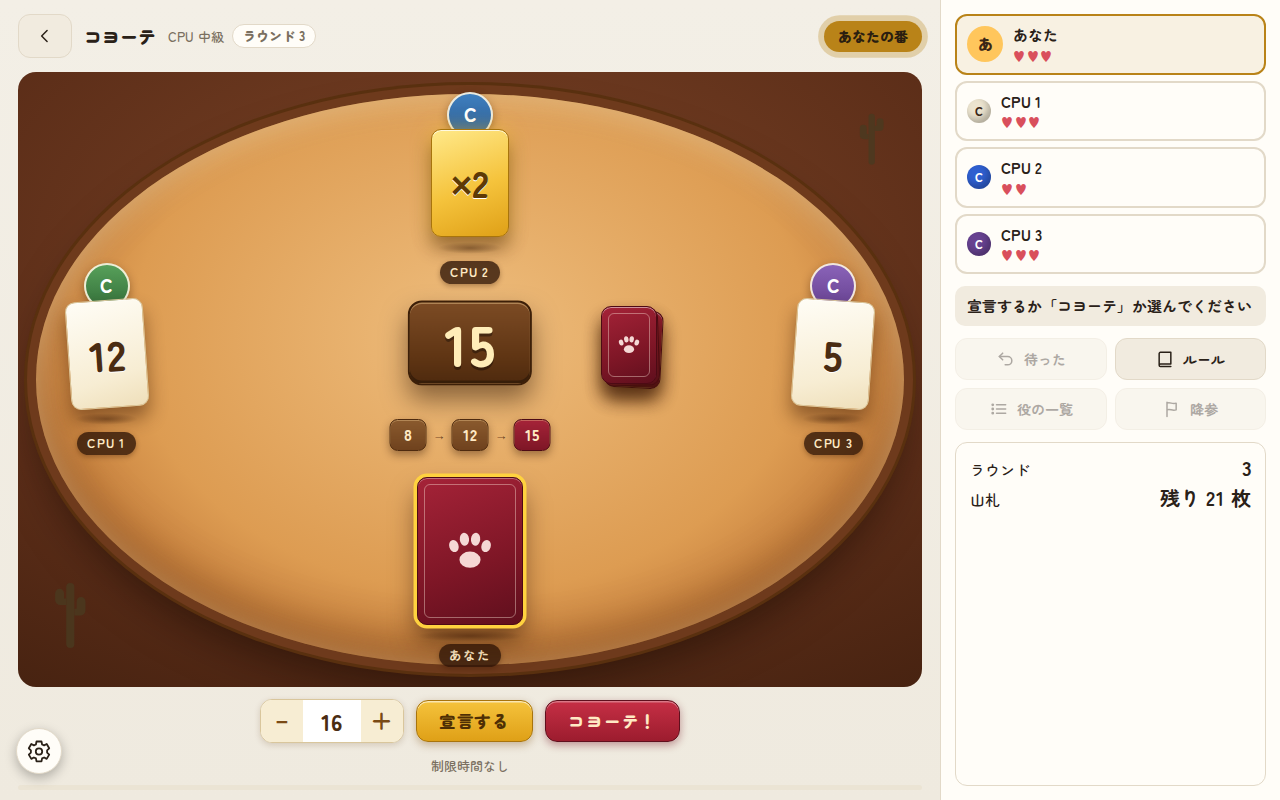 コヨーテ CPU 中級 ラウンド 3 あなたの番
C
×2
CPU 2
C
12
CPU 1
C
5
CPU 3
15
8 → 12 → 15
あなた
− 16 + 宣言する コヨーテ！
制限時間なし
あ あなた
♥♥♥
C CPU 1
♥♥♥
C CPU 2
♥♥
C CPU 3
♥♥♥
宣言するか「コヨーテ」か選んでください
待った ルール
役の一覧 降参
ラウンド 3
山札 残り 21 枚